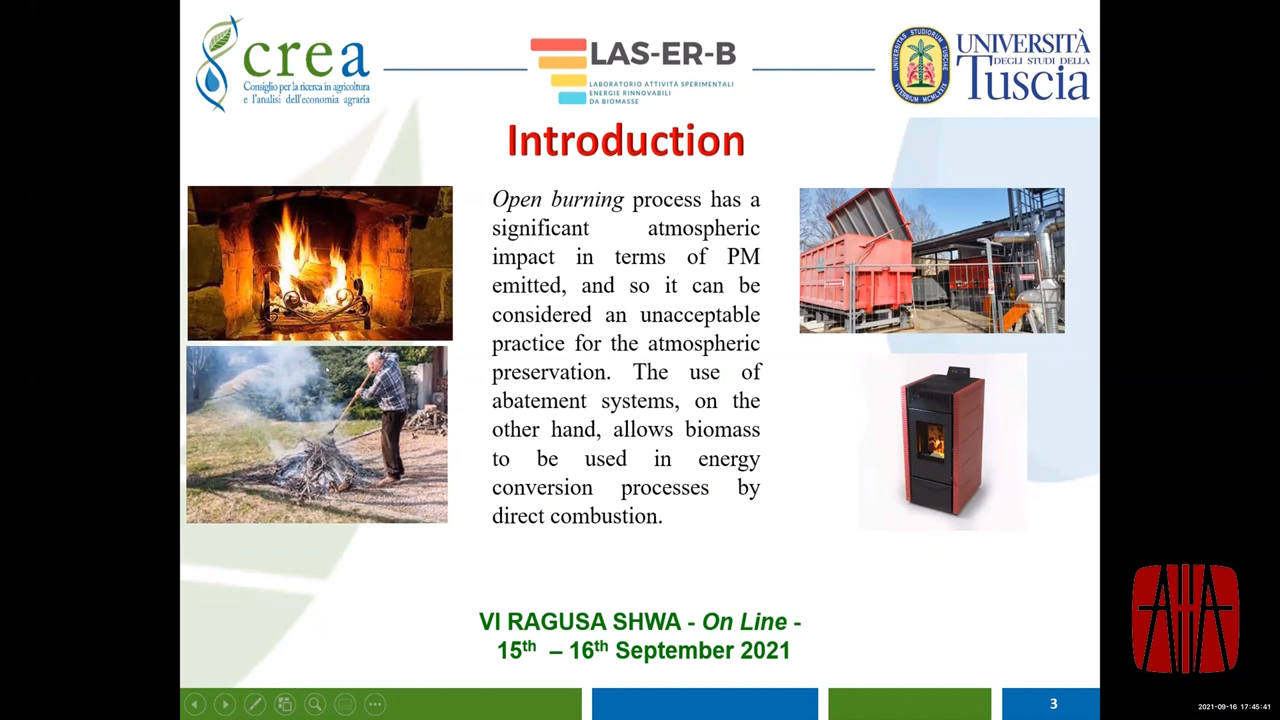 crea
Consiglio per la ricerca in agricoltura
e l'analisi dell'economia agraria
LAS-ER-B
LABORATORIO ATTIVITÀ SPERIMENTALI
ENERGIE RINNOVABILI
DA BIOMASSE
UNIVERSITÀ
DEGLI STUDI DELLA
Tuscia
Introduction
Open burning process has a
significant atmospheric
impact in terms of PM
emitted, and so it can be
considered an unacceptable
practice for the atmospheric
preservation. The use of
abatement systems, on the
other hand, allows biomass
to be used in energy
conversion processes by
direct combustion.
VI RAGUSA SHWA - On Line -
15th – 16th September 2021
3
2021-09-16 17:45:41